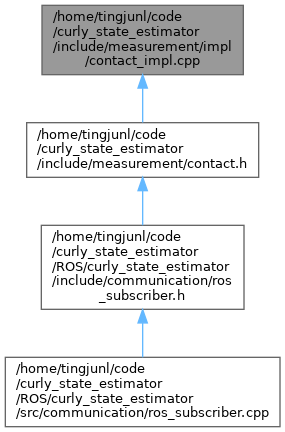 /home/tingjunl/code
/curly_state_estimator
/include/measurement/impl
/contact_impl.cpp
/home/tingjunl/code
/curly_state_estimator
/include/measurement/contact.h
/home/tingjunl/code
/curly_state_estimator
/ROS/curly_state_estimator
/include/communication/ros
_subscriber.h
/home/tingjunl/code
/curly_state_estimator
/ROS/curly_state_estimator
/src/communication/ros_subscriber.cpp